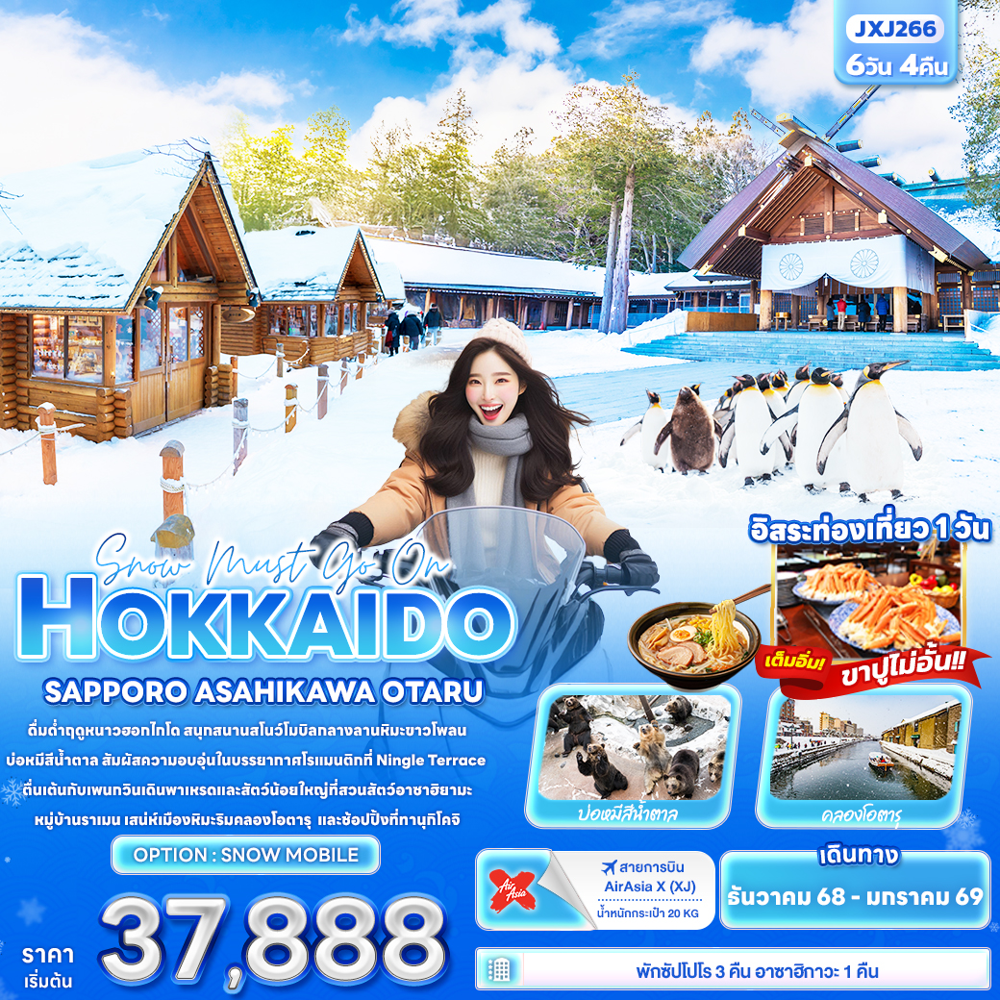 JXJ266
6วัน 4คืน
อิสระท่องเที่ยว 1 วัน
Snow Must Go On
HOKKAIDO
SAPPORO ASAHIKAWA OTARU
เต็มอิ่ม!
ขาปูไม่อั้น!!
ดื่มด่ำฤดูหนาวฮอกไกโด สนุกสนานสโนว์โมบิลกลางลานหิมะขาวโพลน
บ่อหมีสีน้ำตาล สัมผัสความอบอุ่นในบรรยากาศโรแมนติกที่ Ningle Terrace
ตื่นเต้นกับเพนกวินเดินพาเหรดและสัตว์น้อยใหญ่ที่สวนสัตว์อาซาฮิยามะ
หมู่บ้านราเมน เสน่ห์เมืองหิมะริมคลองโอตารุ และช้อปปิ้งที่ทานุกิโคจิ
บ่อหมีสีน้ำตาล
คลองโอตารุ
OPTION : SNOW MOBILE
Air Asia
สายการบิน
AirAsia X (XJ)
น้ำหนักกระเป๋า 20 KG
เดินทาง
ธันวาคม 68 - มกราคม 69
ราคา
เริ่มต้น
37,888
พักซัปโปโร 3 คืน อาซาฮิกาวะ 1 คืน